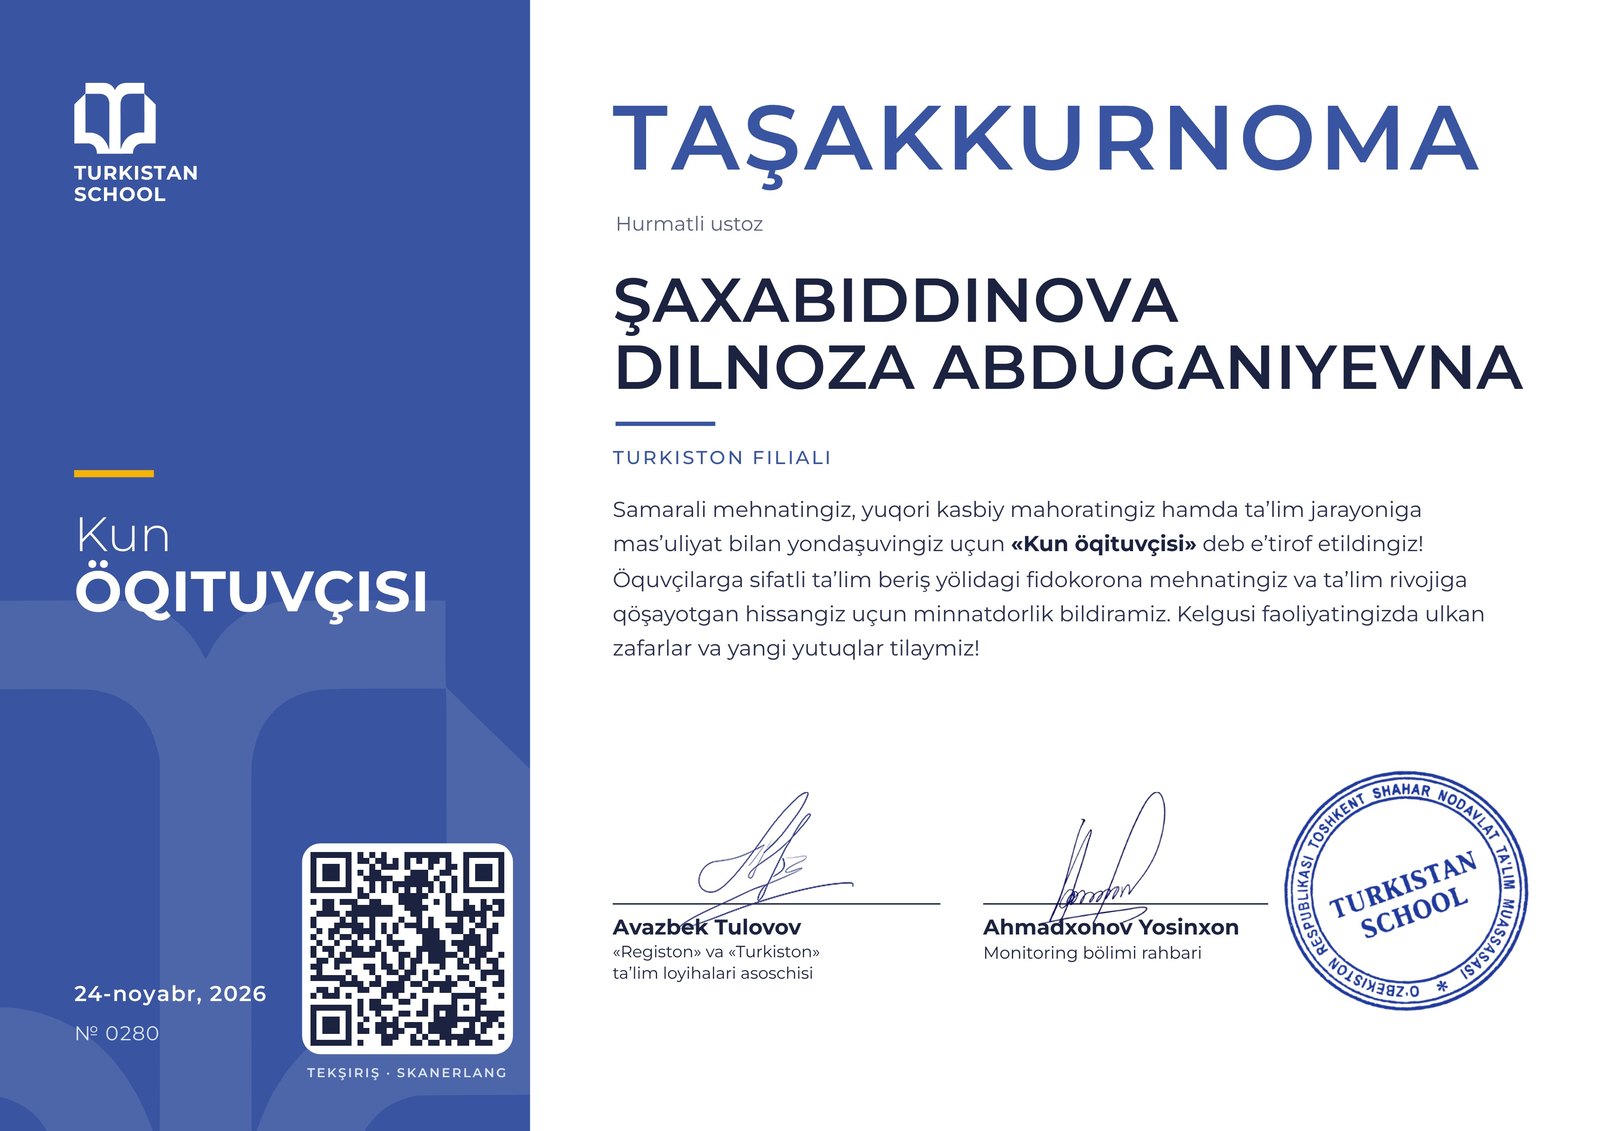 TURKISTAN
SCHOOL
Kun
ÖQITUVÇISI
24-noyabr, 2026
№ 0280
TEKŞIRIŞ · SKANERLANG
TAŞAKKURNOMA
Hurmatli ustoz
ŞAXABIDDINOVA
DILNOZA ABDUGANIYEVNA
TURKISTON FILIALI
Samarali mehnatingiz, yuqori kasbiy mahoratingiz hamda ta’lim jarayoniga
mas’uliyat bilan yondaşuvingiz uçun «Kun öqituvçisi» deb e’tirof etildingiz!
Öquvçilarga sifatli ta’lim beriş yölidagi fidokorona mehnatingiz va ta’lim rivojiga
qöşayotgan hissangiz uçun minnatdorlik bildiramiz. Kelgusi faoliyatingizda ulkan
zafarlar va yangi yutuqlar tilaymiz!
Avazbek Tulovov
«Registon» va «Turkiston»
ta’lim loyihalari asoschisi
Ahmadxonov Yosinxon
Monitoring bölimi rahbari
O'ZBEKISTON RESPUBLIKASI TOSHKENT SHAHAR NODAVLAT TA'LIM MUASSASASI *
TURKISTAN
SCHOOL